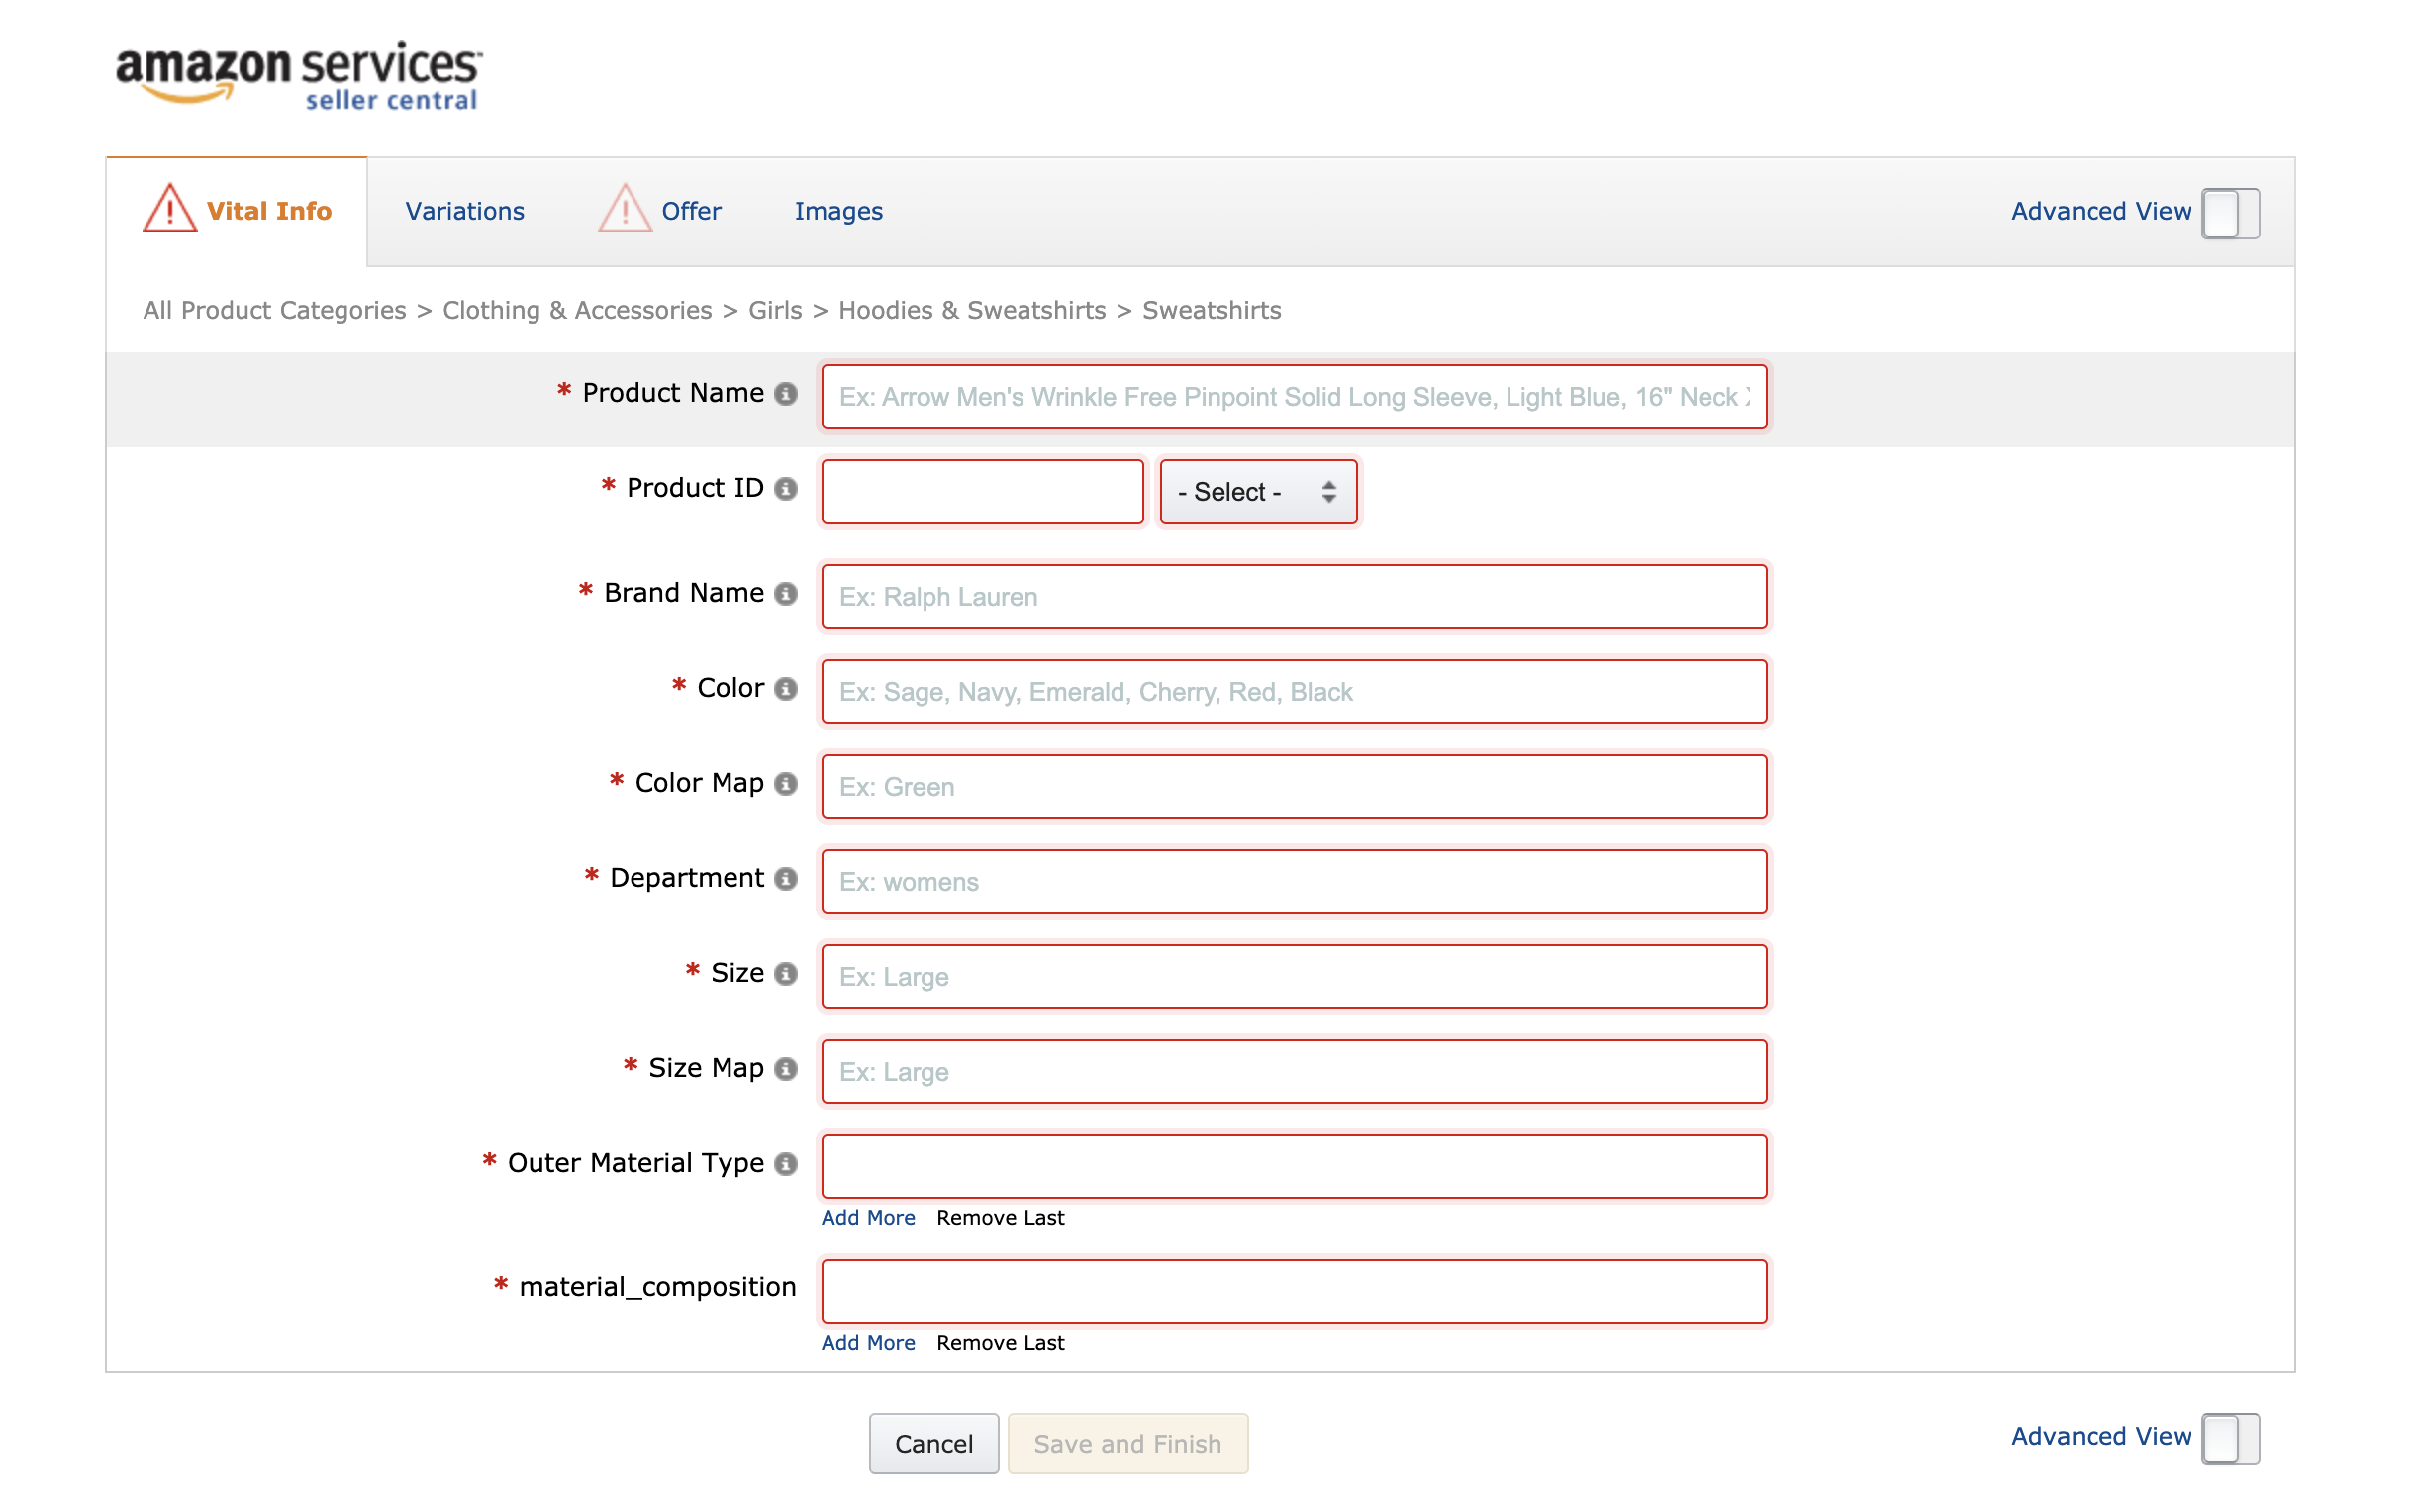 amazon services™
seller central
Vital Info
Variations
Offer
Images
Advanced View
All Product Categories > Clothing & Accessories > Girls > Hoodies & Sweatshirts > Sweatshirts
* Product Name
Ex: Arrow Men's Wrinkle Free Pinpoint Solid Long Sleeve, Light Blue, 16" Neck
* Product ID
- Select -
* Brand Name
Ex: Ralph Lauren
* Color
Ex: Sage, Navy, Emerald, Cherry, Red, Black
* Color Map
Ex: Green
* Department
Ex: womens
* Size
Ex: Large
* Size Map
Ex: Large
* Outer Material Type
Add More Remove Last
* material_composition
Add More Remove Last
Cancel
Save and Finish
Advanced View